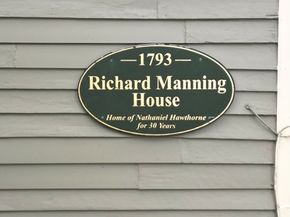 1793
Richard Manning
House
Home of Nathaniel Hawthorne
for 30 Years